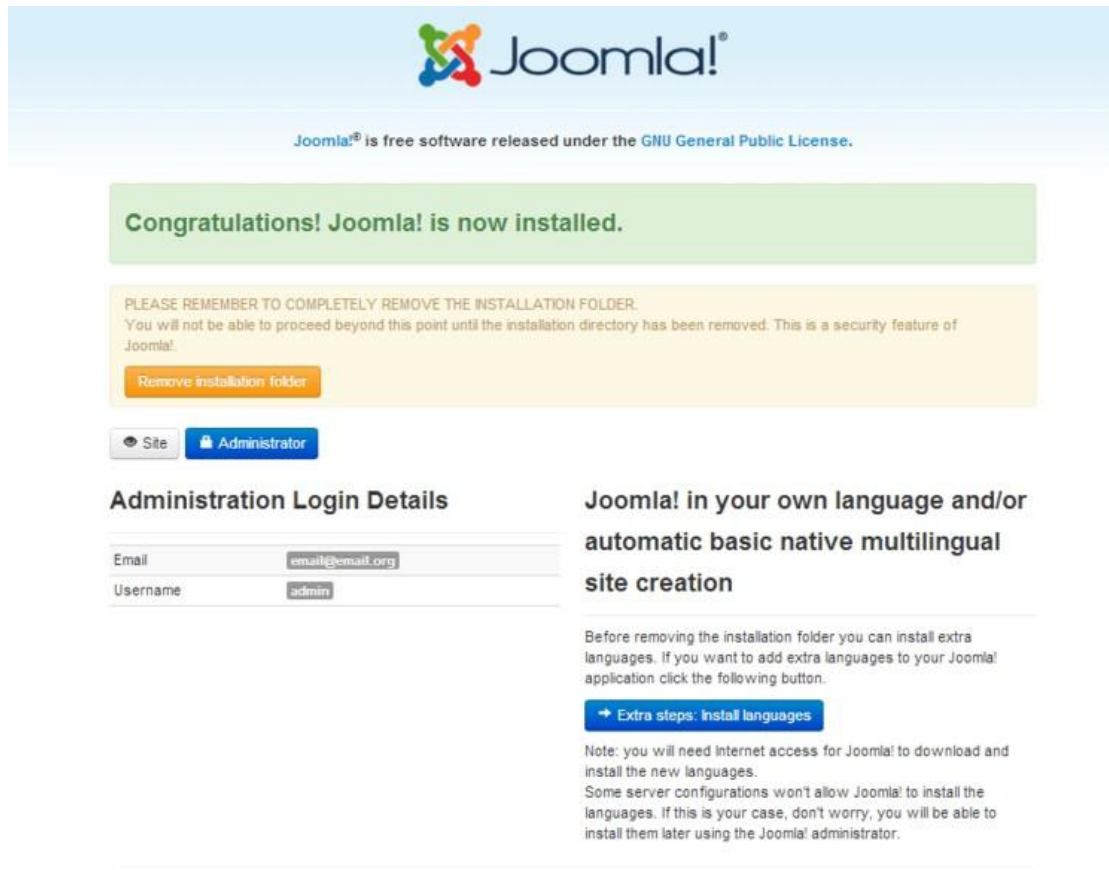 Joomla!®
Joomla!® is free software released under the GNU General Public License.
Congratulations! Joomla! is now installed.
PLEASE REMEMBER TO COMPLETELY REMOVE THE INSTALLATION FOLDER.
You will not be able to proceed beyond this point until the installation directory has been removed. This is a security feature of
Joomla!.
Remove installation folder
Site
Administrator
Administration Login Details
Email email@email.org
Username admin
Joomla! in your own language and/or
automatic basic native multilingual
site creation
Before removing the installation folder you can install extra
languages. If you want to add extra languages to your Joomla!
application click the following button.
Extra steps: Install languages
Note: you will need Internet access for Joomla! to download and
install the new languages.
Some server configurations won't allow Joomla! to install the
languages. If this is your case, don't worry, you will be able to
install them later using the Joomla! administrator.